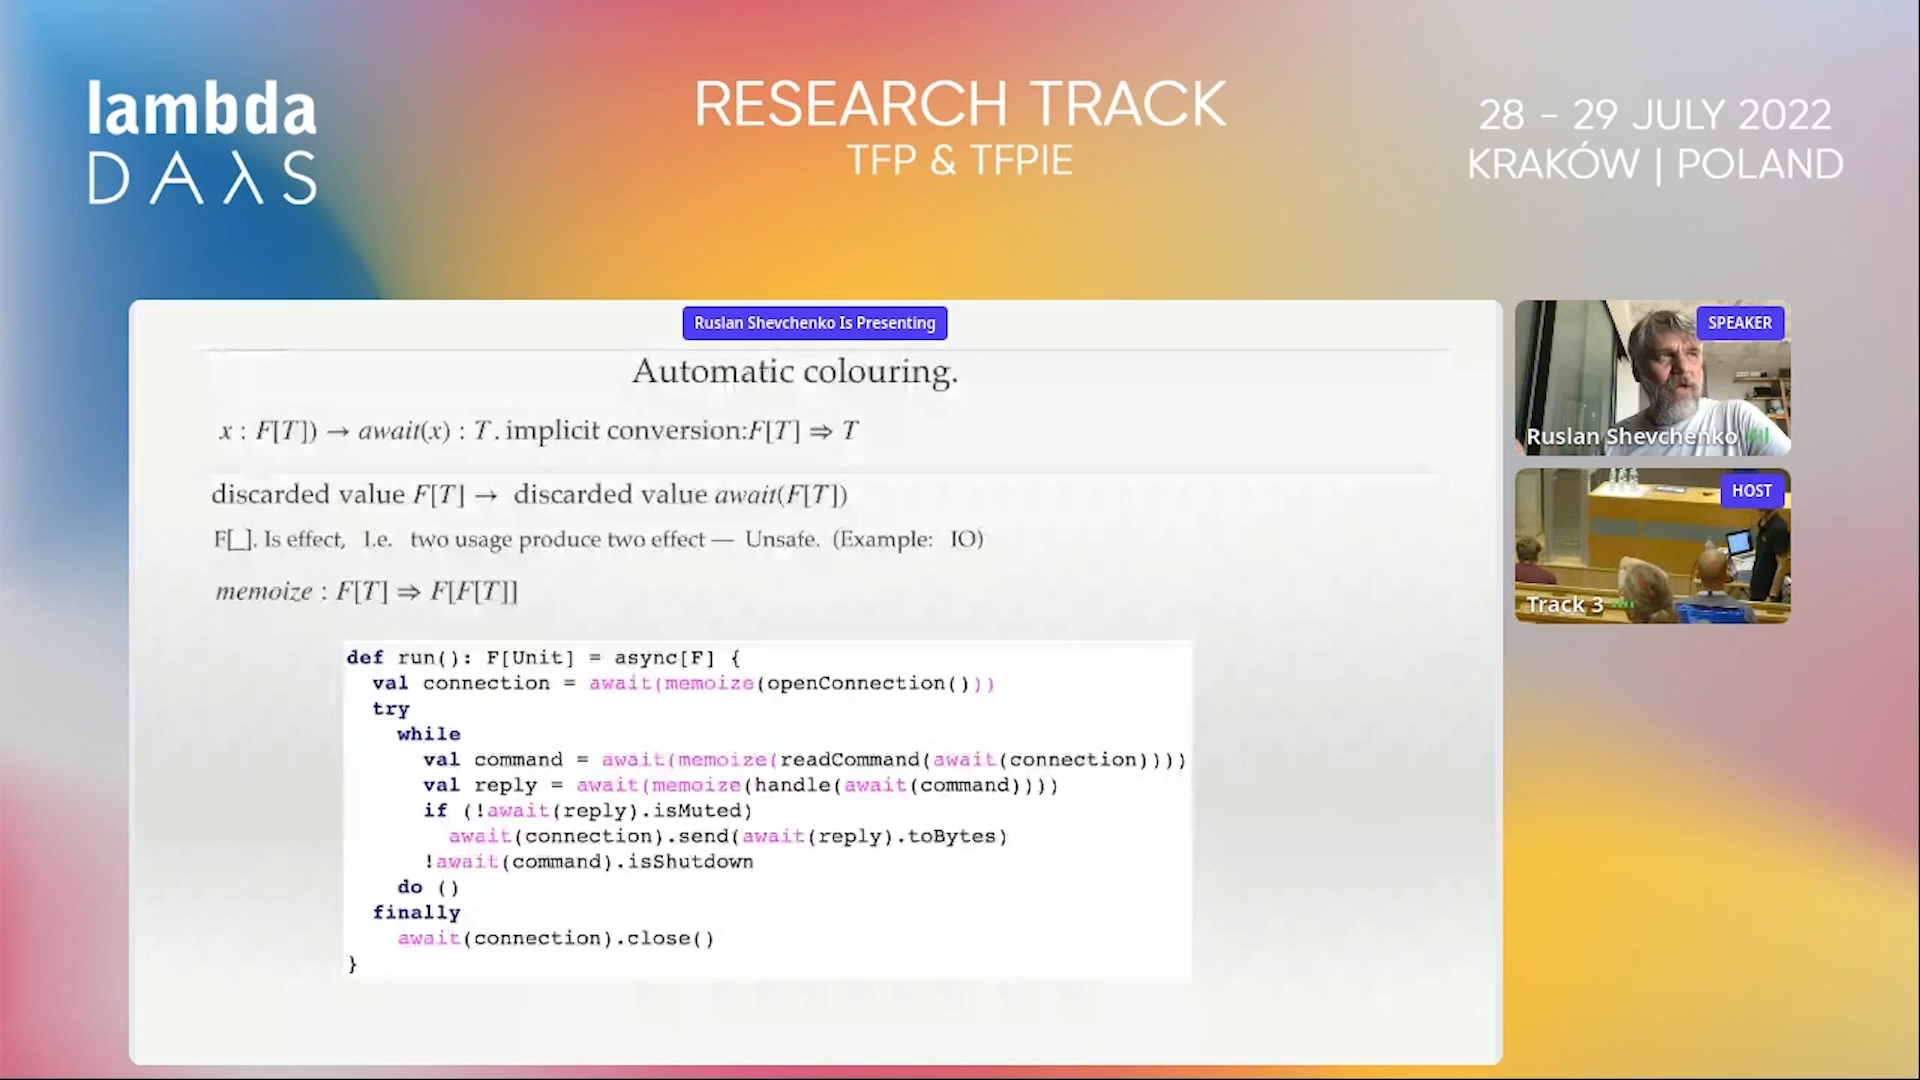 lambda
DAλS
RESEARCH TRACK
TFP & TFPIE
28 – 29 JULY 2022
KRAKÓW | POLAND
Ruslan Shevchenko Is Presenting
Automatic colouring.
x : F[T]) → await(x) : T. implicit conversion:F[T] ⇒ T
discarded value F[T] → discarded value await(F[T])
F[_]. Is effect, I.e. two usage produce two effect — Unsafe. (Example: IO)
memoize : F[T] ⇒ F[F[T]]
def run(): F[Unit] = async[F] {
val connection = await(memoize(openConnection()))
try
while
val command = await(memoize(readCommand(await(connection))))
val reply = await(memoize(handle(await(command))))
if (!await(reply).isMuted)
await(connection).send(await(reply).toBytes)
!await(command).isShutdown
do ()
finally
await(connection).close()
}
SPEAKER
Ruslan Shevchenko
HOST
Track 3